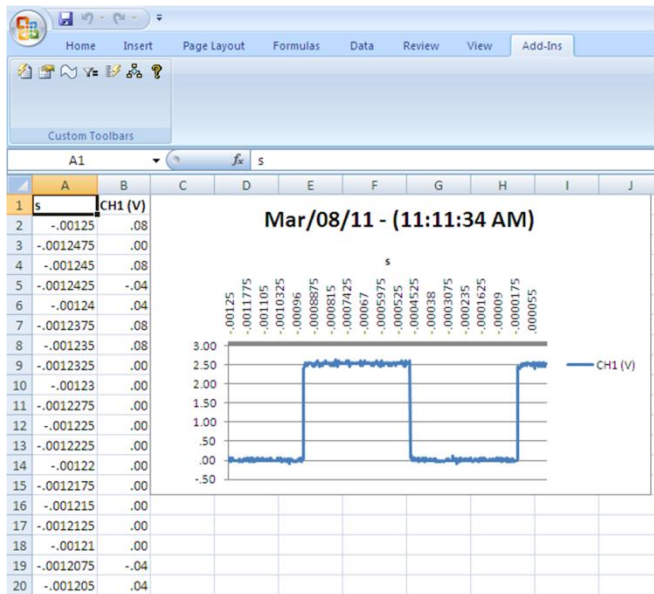 Home Insert Page Layout Formulas Data Review View Add-Ins
Custom Toolbars
A1 fx s
A B C D E F G H I J
1 s CH1 (V)
2 -.00125 .08
3 -.0012475 .00
4 -.001245 .08
5 -.0012425 -.04
6 -.00124 .04
7 -.0012375 .08
8 -.001235 .08
9 -.0012325 .00
10 -.00123 .00
11 -.0012275 .00
12 -.001225 .00
13 -.0012225 .00
14 -.00122 .00
15 -.0012175 .00
16 -.001215 .00
17 -.0012125 .00
18 -.00121 .00
19 -.0012075 -.04
20 -.001205 .04
Mar/08/11 - (11:11:34 AM)
s
-.00125
-.0011775
-.001105
-.0010325
-.00096
-.0008875
-.000815
-.0007425
-.00067
-.0005975
-.000525
-.0004525
-.00038
-.0003075
-.000235
-.0001625
-.00009
-.0000175
.000055
3.00
2.50
2.00
1.50
1.00
.50
.00
-.50
CH1 (V)